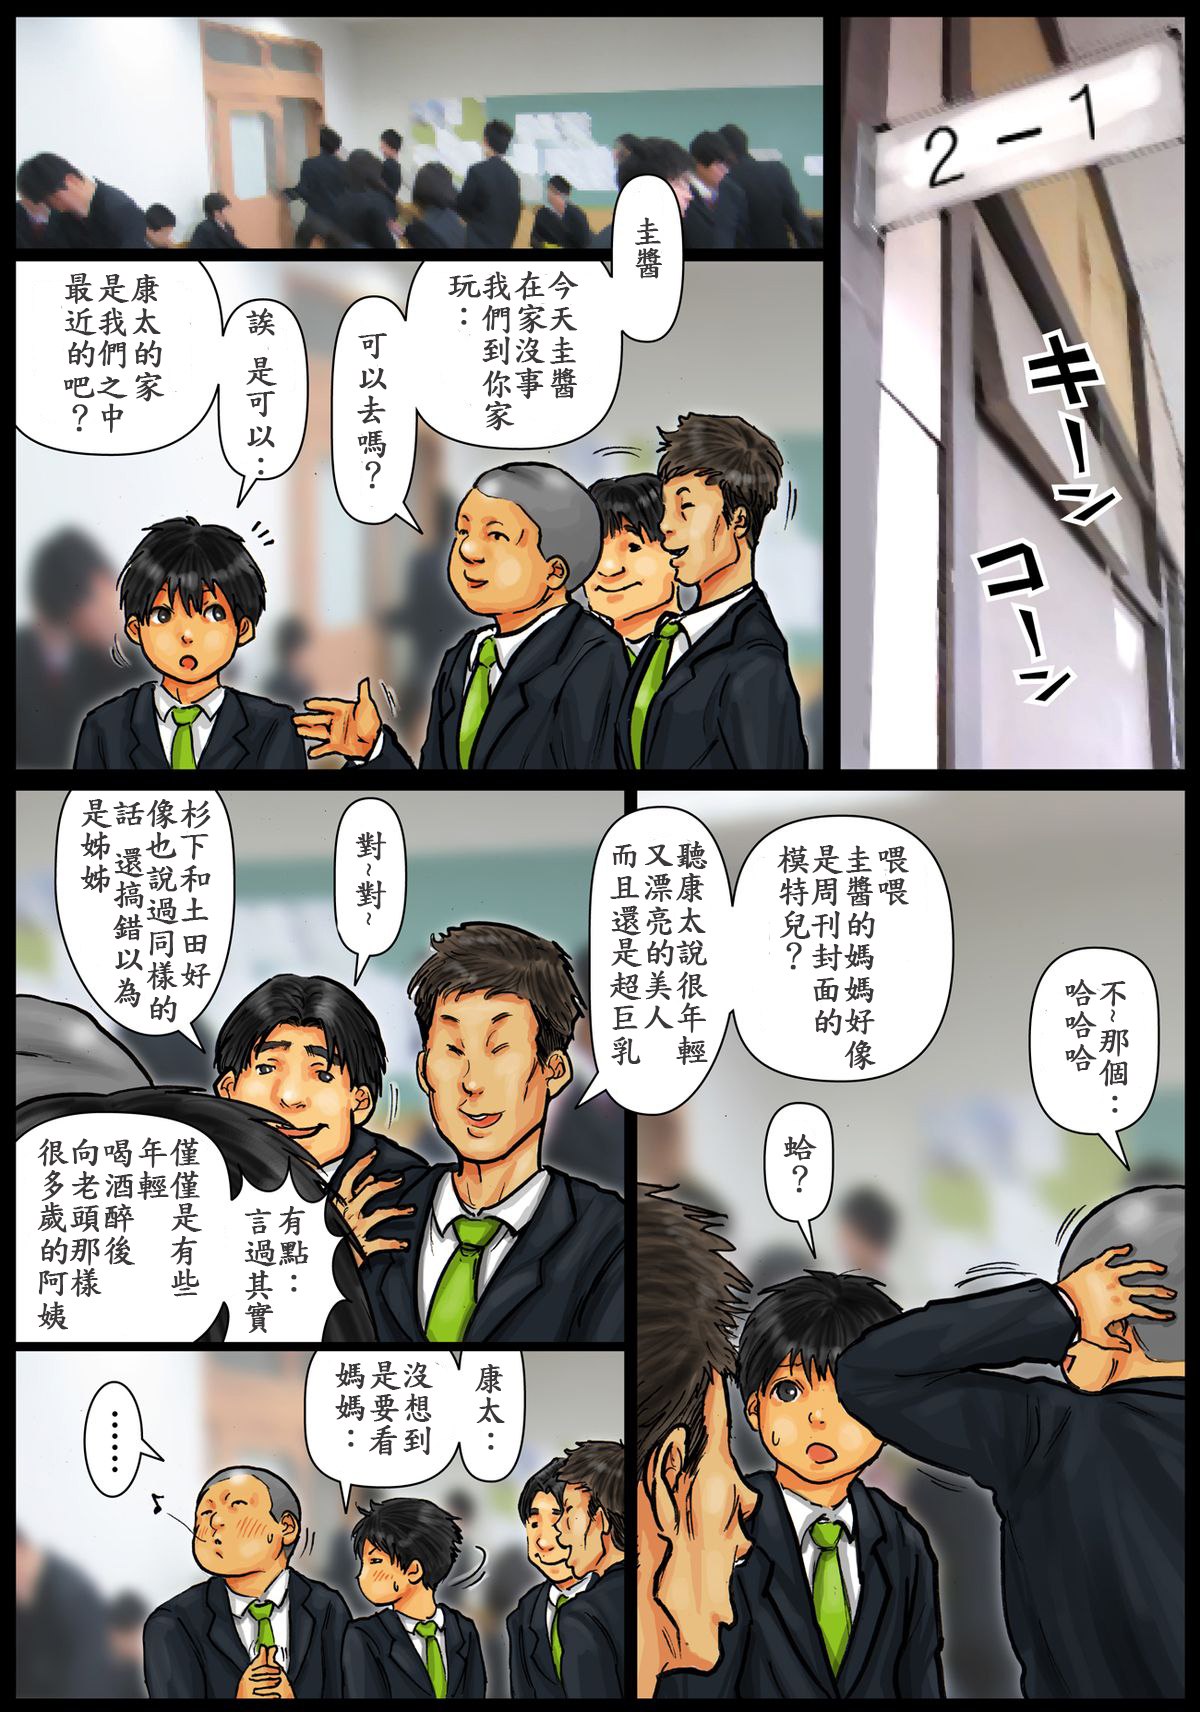 2-1
キーン
コーン
圭醬
今天圭醬
在家沒事
我們到你家
玩：
可以去嗎？
誒 是可以：
康太的家
是我們之中
最近的吧？
不~那個：
哈哈哈
喂喂
圭醬的媽媽好像
是周刊封面的
模特兒？
蛤？
聽康太說很年輕
又漂亮的美人
而且還是超巨乳
對~對~
杉下和土田好
像也說過同樣的
話 還搞錯以為
是姊姊
有點：
言過其實
僅僅是有些
年輕
喝酒醉後
向老頭那樣
很多歲的阿姨
康太：
沒想到
是要看
媽媽：
……
♪